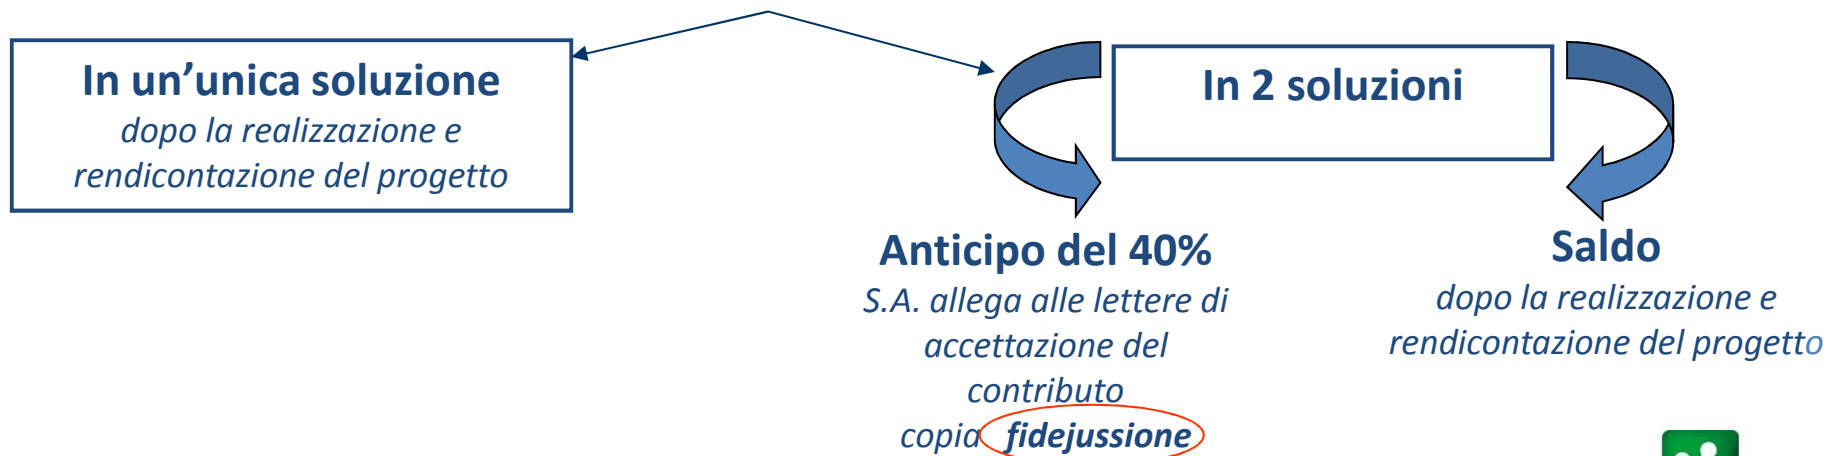 In un’unica soluzione
dopo la realizzazione e
rendicontazione del progetto
In 2 soluzioni
Anticipo del 40%
S.A. allega alle lettere di
accettazione del
contributo
copia fidejussione
Saldo
dopo la realizzazione e
rendicontazione del progetto